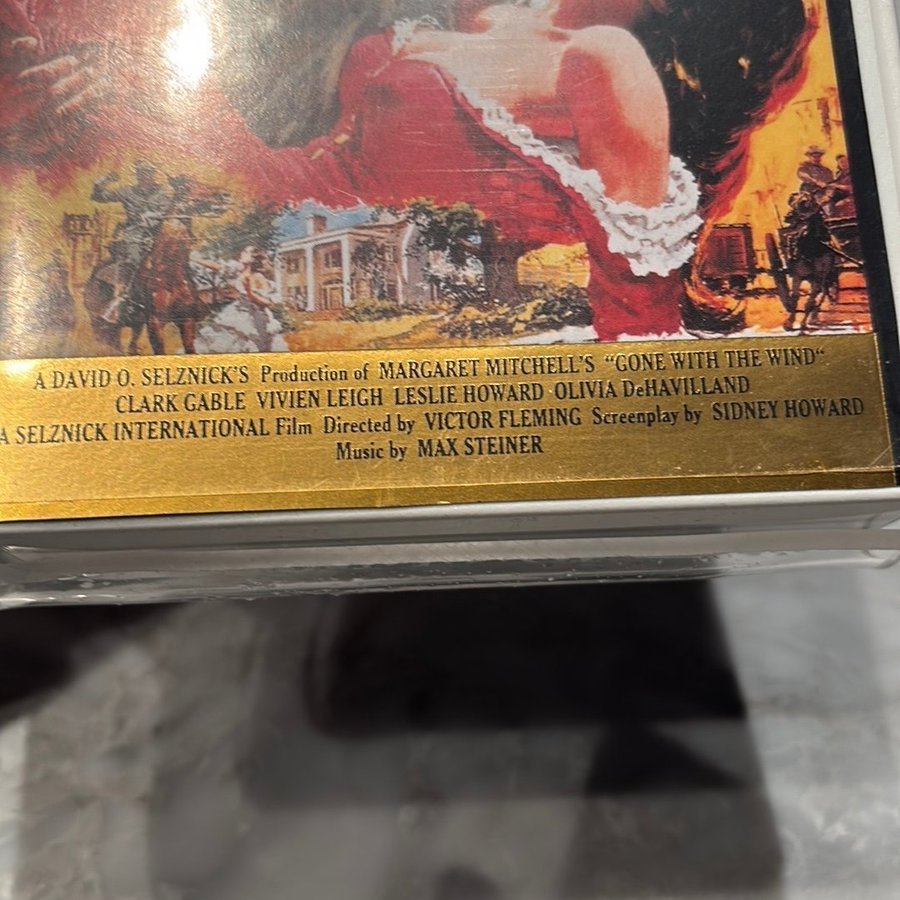 A DAVID O. SELZNICK'S Production of MARGARET MITCHELL'S "GONE WITH THE WIND"
CLARK GABLE VIVIEN LEIGH LESLIE HOWARD OLIVIA DeHAVILLAND
A SELZNICK INTERNATIONAL Film Directed by VICTOR FLEMING Screenplay by SIDNEY HOWARD
Music by MAX STEINER